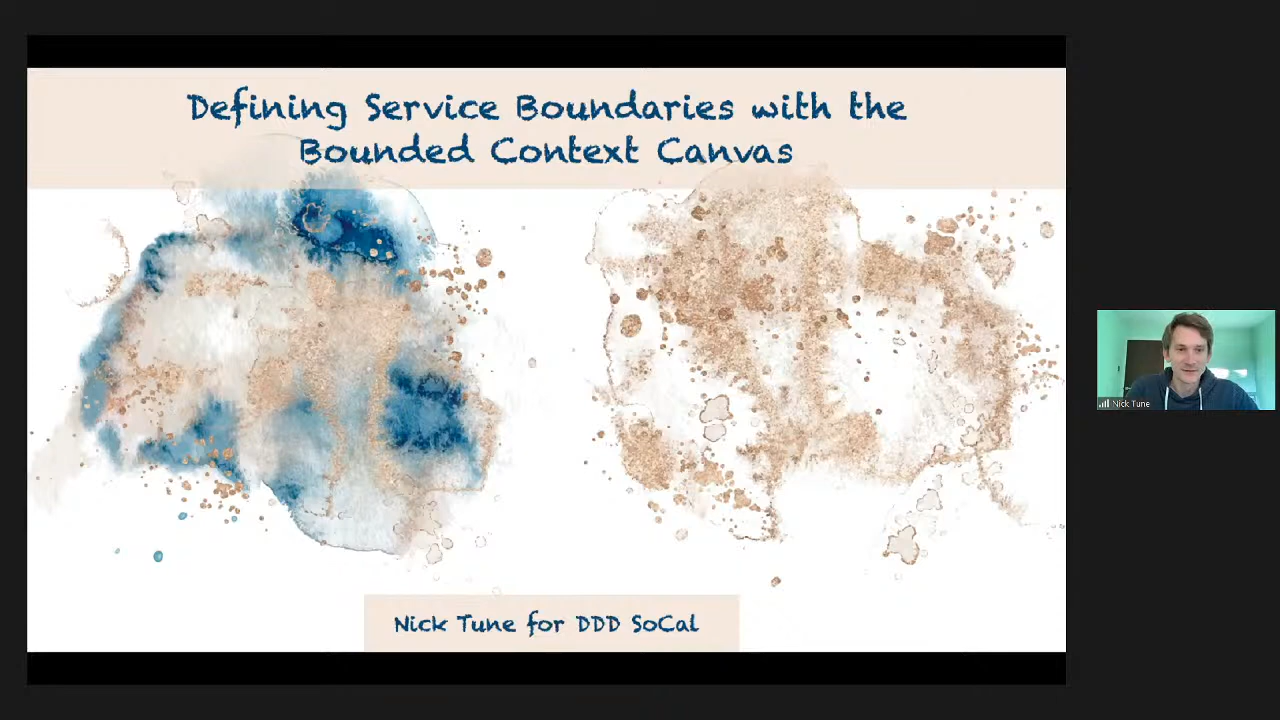 Defining Service Boundaries with the
Bounded Context Canvas
Nick Tune
Nick Tune for DDD SoCal